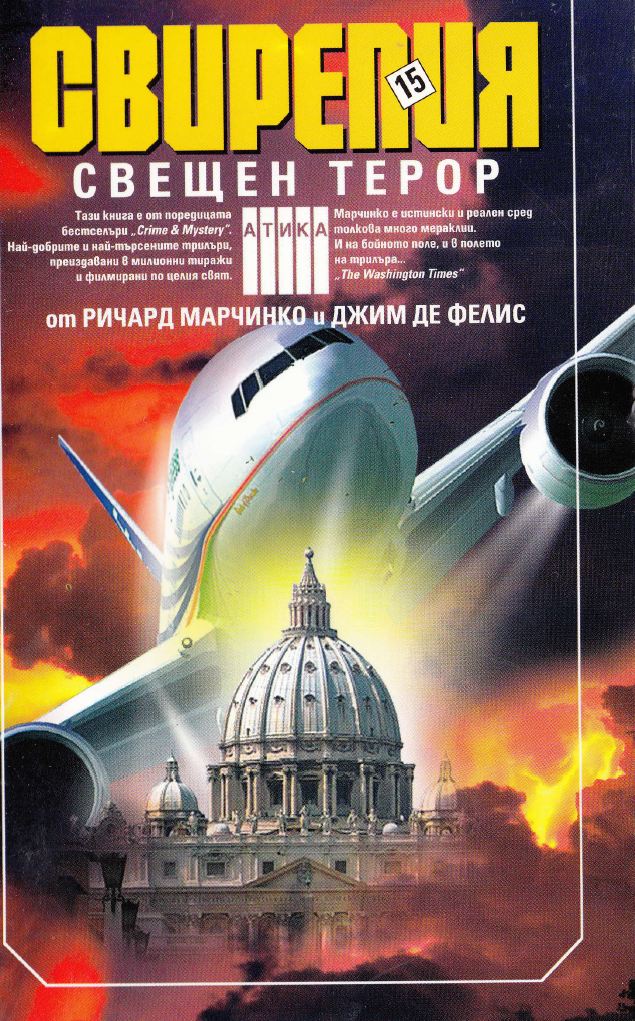 СВИРЕПИЯ
15
СВЕЩЕН ТЕРОР
Тази книга е от поредицата
бестселъри „Crime & Mystery”.
Най-добрите и най-търсените трилъри,
преиздавани в милионни тиражи
и филмирани по целия свят.
АТИКА
Марчинко е истински и реален сред
толкова много мераклии.
И на бойното поле, и в полето
на трилъра...
„The Washington Times”
от РИЧАРД МАРЧИНКО и ДЖИМ ДЕ ФЕЛИС